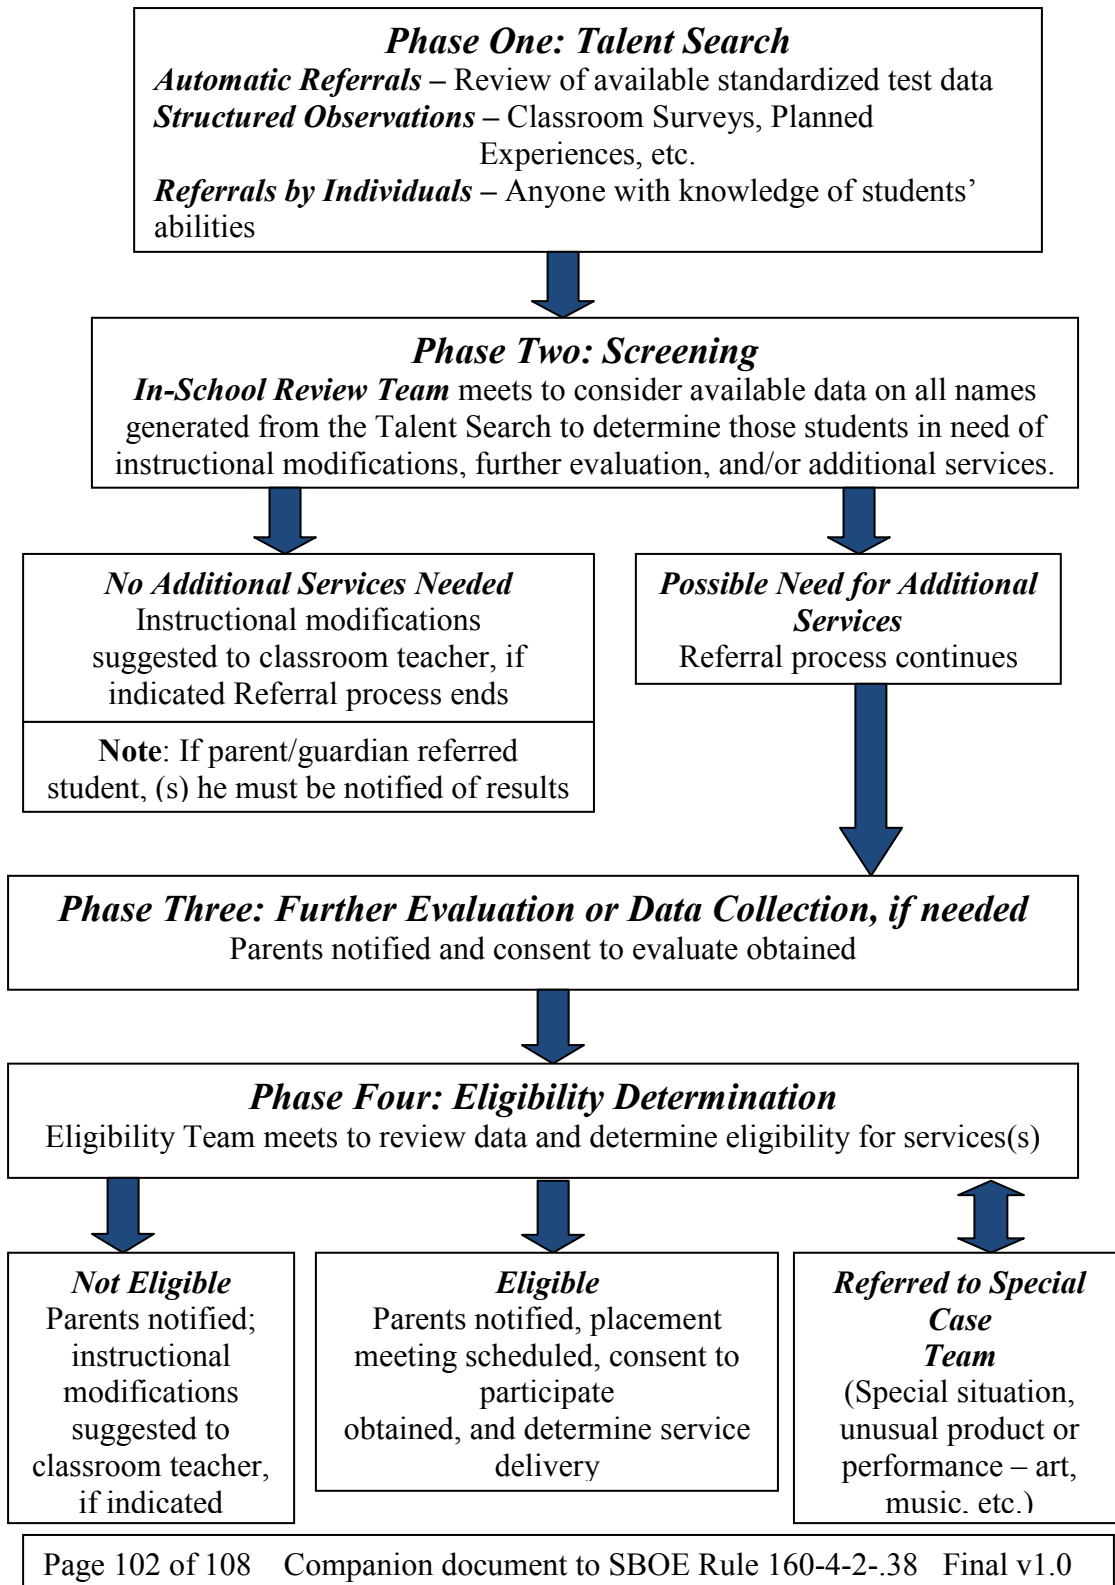 Phase One: Talent Search
Automatic Referrals – Review of available standardized test data
Structured Observations – Classroom Surveys, Planned
Experiences, etc.
Referrals by Individuals – Anyone with knowledge of students’
abilities
Phase Two: Screening
In-School Review Team meets to consider available data on all names
generated from the Talent Search to determine those students in need of
instructional modifications, further evaluation, and/or additional services.
No Additional Services Needed
Instructional modifications
suggested to classroom teacher, if
indicated Referral process ends
Note: If parent/guardian referred
student, (s) he must be notified of results
Possible Need for Additional
Services
Referral process continues
Phase Three: Further Evaluation or Data Collection, if needed
Parents notified and consent to evaluate obtained
Phase Four: Eligibility Determination
Eligibility Team meets to review data and determine eligibility for services(s)
Not Eligible
Parents notified;
instructional
modifications
suggested to
classroom teacher,
if indicated
Eligible
Parents notified, placement
meeting scheduled, consent to
participate
obtained, and determine service
delivery
Referred to Special
Case
Team
(Special situation,
unusual product or
performance – art,
music, etc.)
Page 102 of 108 Companion document to SBOE Rule 160-4-2-.38 Final v1.0